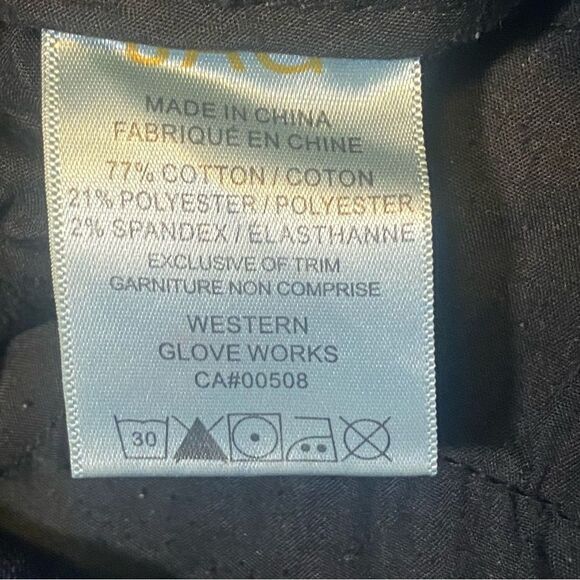 JAG
MADE IN CHINA
FABRIQUÉ EN CHINE
77% COTTON / COTON
21% POLYESTER / POLYESTER
2% SPANDEX / ÉLASTHANNE
EXCLUSIVE OF TRIM
GARNITURE NON COMPRISE
WESTERN
GLOVE WORKS
CA#00508
30